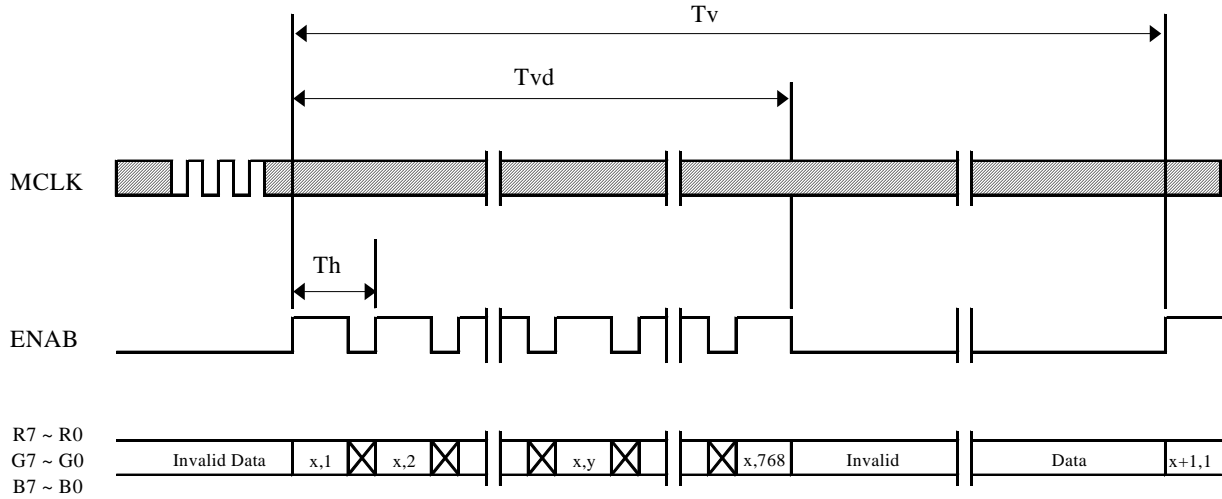 Tv
Tvd
MCLK
Th
ENAB
R7 ~ R0
G7 ~ G0
B7 ~ B0
Invalid Data x,1 x,2 x,y x,768 Invalid Data x+1,1